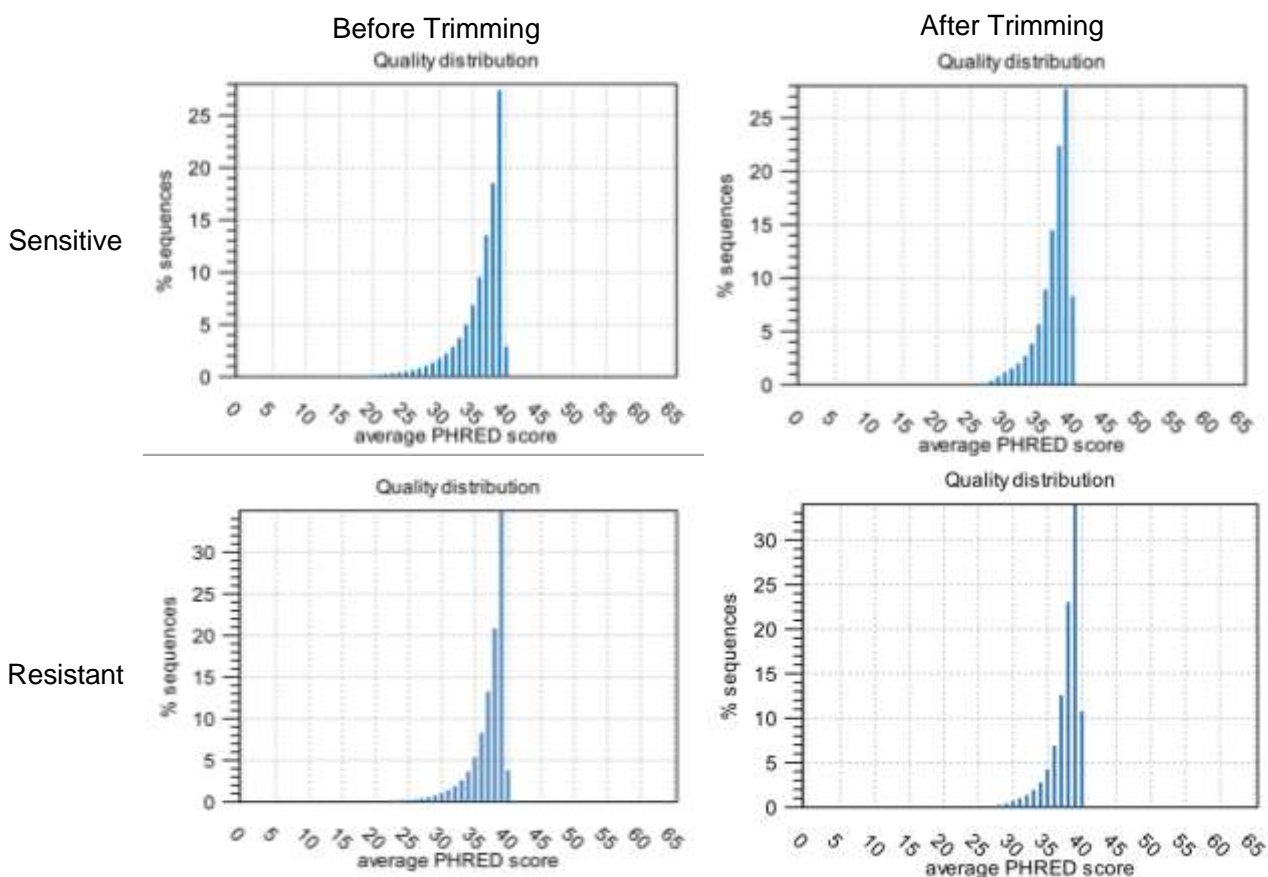 Before Trimming
After Trimming
Sensitive
Quality distribution
% sequences
25
20
15
10
5
0
0 5 10 15 20 25 30 35 40 45 50 55 60 65
average PHRED score
Quality distribution
% sequences
25
20
15
10
5
0
0 5 10 15 20 25 30 35 40 45 50 55 60 65
average PHRED score
Resistant
Quality distribution
% sequences
30
25
20
15
10
5
0
0 5 10 15 20 25 30 35 40 45 50 55 60 65
average PHRED score
Quality distribution
% sequences
30
25
20
15
10
5
0
0 5 10 15 20 25 30 35 40 45 50 55 60 65
average PHRED score